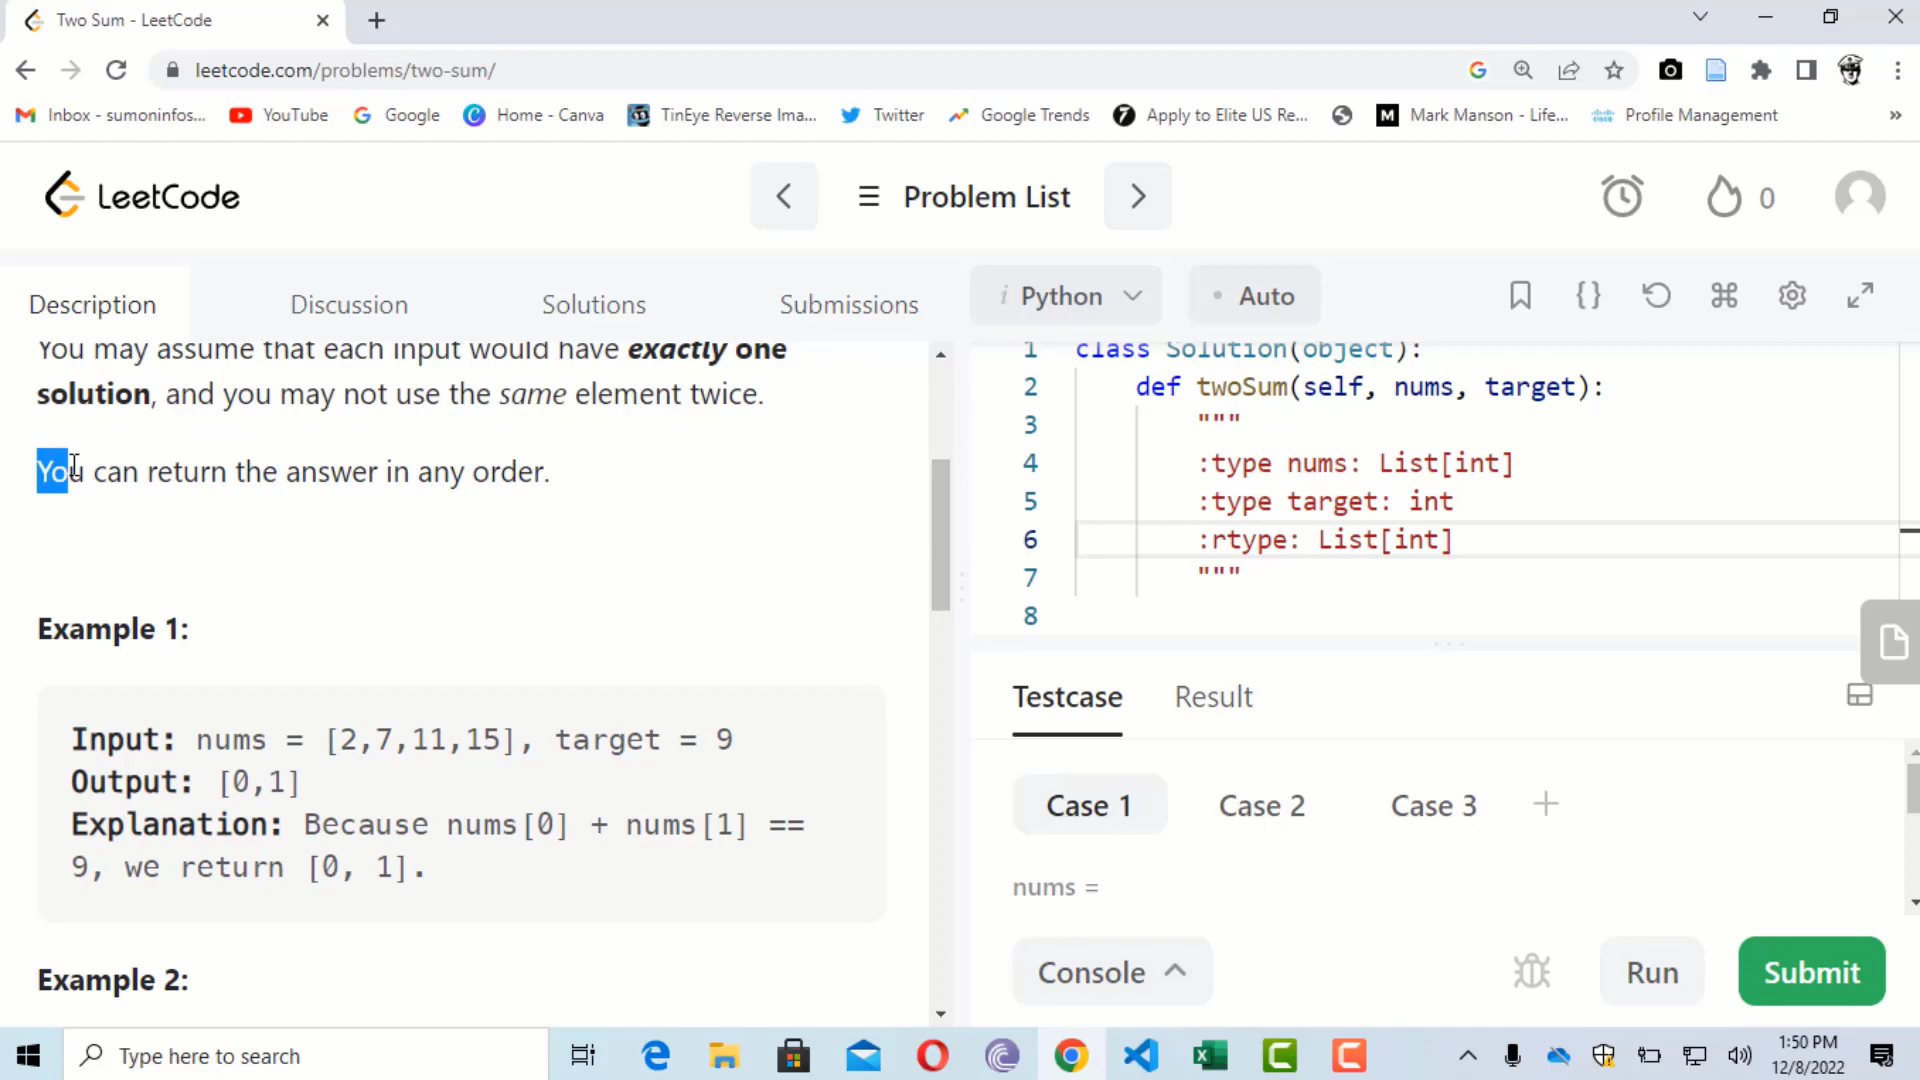 Two Sum - LeetCode
leetcode.com/problems/two-sum/
Inbox - sumoninfos... YouTube Google Home - Canva TinEye Reverse Ima... Twitter Google Trends Apply to Elite US Re... Mark Manson - Life... Profile Management »
LeetCode Problem List 0
Description Discussion Solutions Submissions
You may assume that each input would have exactly one
solution, and you may not use the same element twice.
You can return the answer in any order.
Example 1:
Input: nums = [2,7,11,15], target = 9
Output: [0,1]
Explanation: Because nums[0] + nums[1] ==
9, we return [0, 1].
Example 2:
i Python Auto
1 class Solution(object):
2 def twoSum(self, nums, target):
3 """
4 :type nums: List[int]
5 :type target: int
6 :rtype: List[int]
7 """
8
Testcase Result
Case 1 Case 2 Case 3 +
nums =
Console Run Submit
Type here to search
1:50 PM
12/8/2022